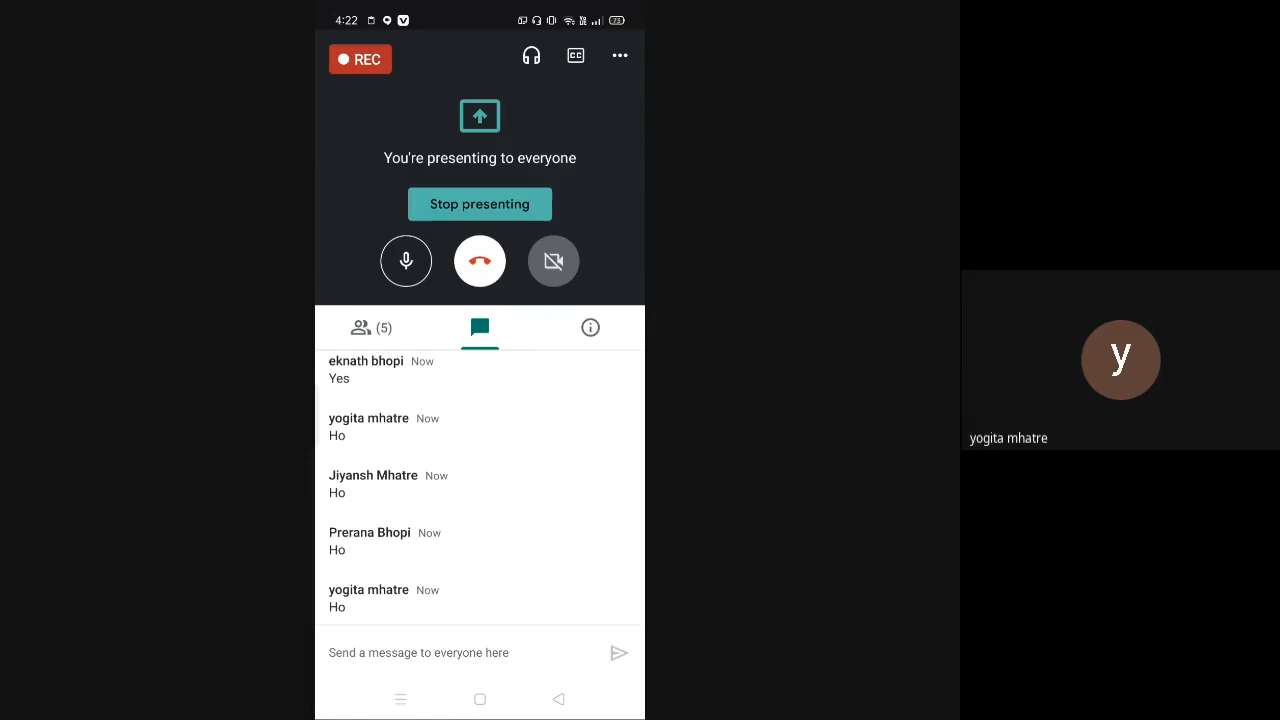 4:22
REC
CC
You're presenting to everyone
Stop presenting
(5)
eknath bhopi Now
Yes
yogita mhatre Now
Ho
Jiyansh Mhatre Now
Ho
Prerana Bhopi Now
Ho
yogita mhatre Now
Ho
Send a message to everyone here
y
yogita mhatre